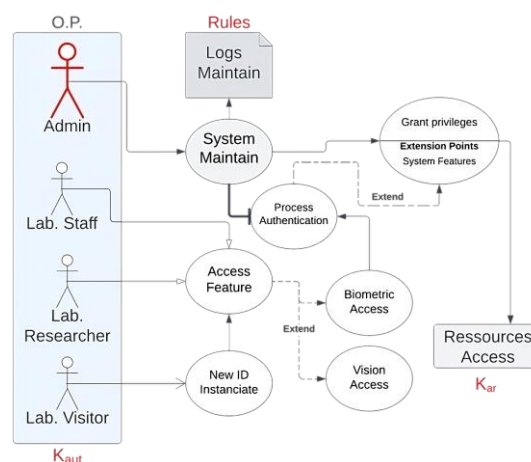 O.P.
Rules
Logs
Maintain
Admin
System
Maintain
Grant privileges
Extension Points
System Features
Extend
Process
Authentication
Lab. Staff
Access
Feature
Biometric
Access
Extend
Lab.
Researcher
Ressources
Access
Kar
New ID
Instanciate
Vision
Access
Lab. Visitor
Kaut